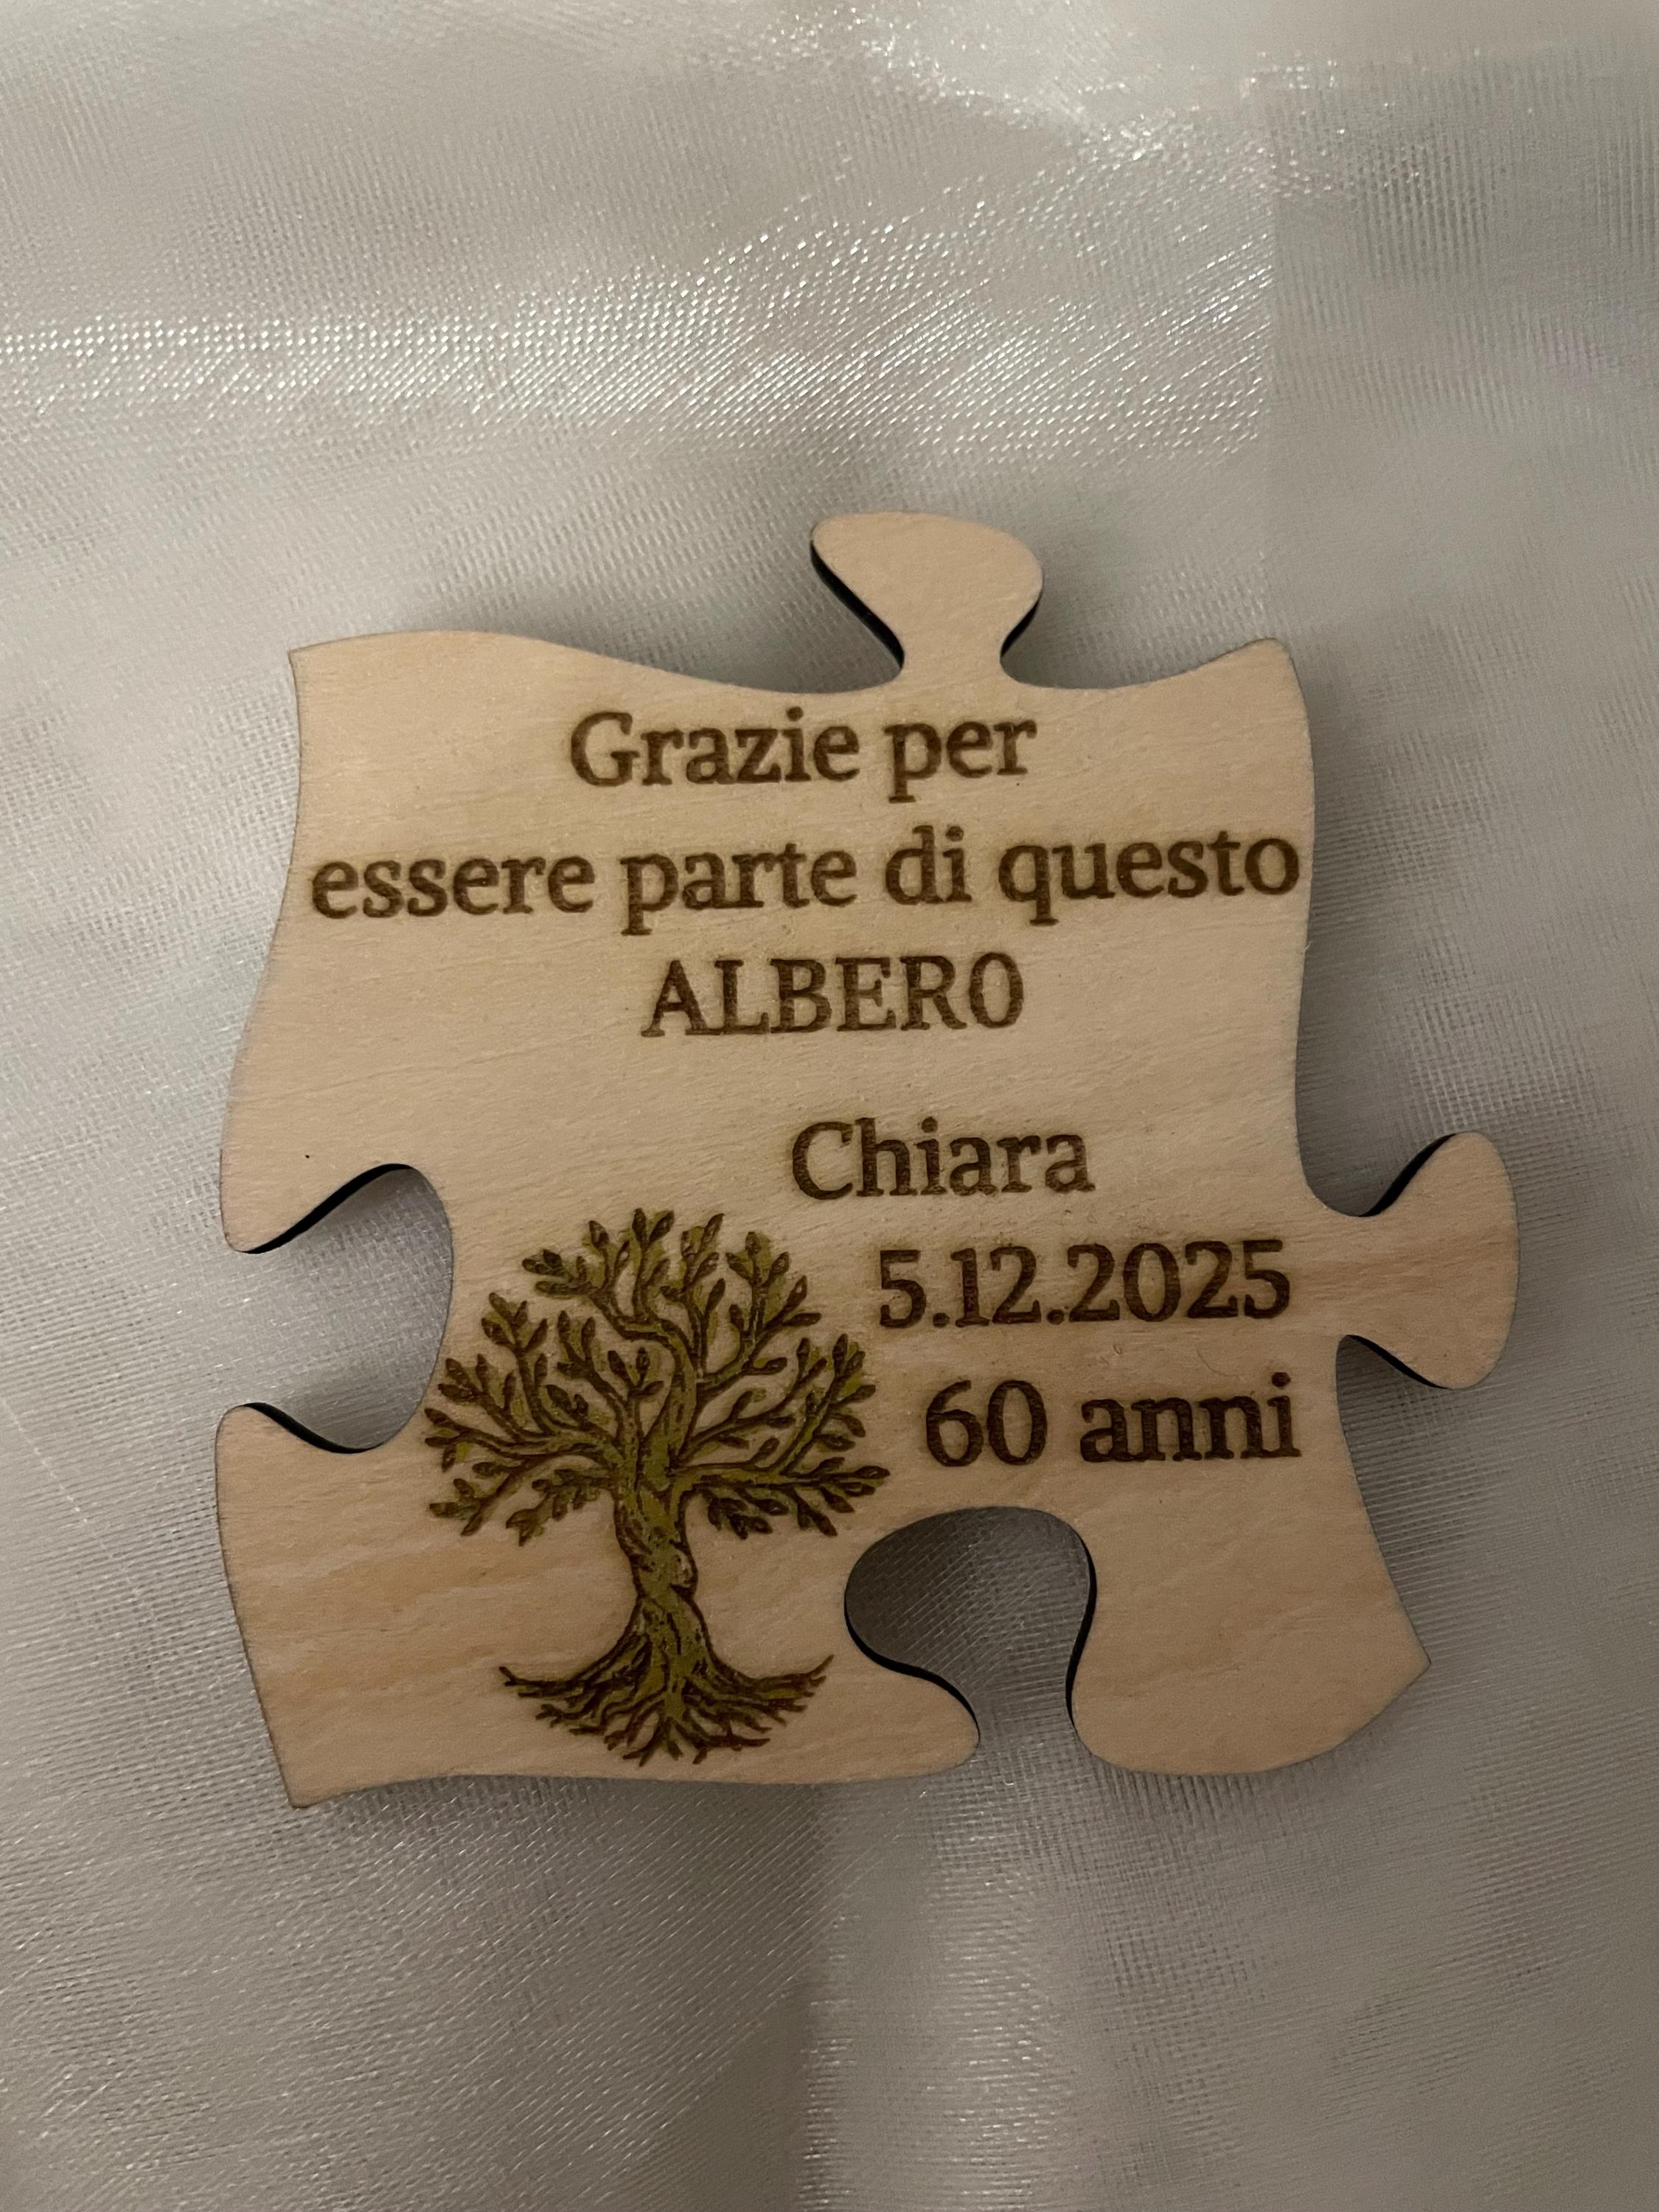 Grazie per
essere parte di questo
ALBERO
Chiara
5.12.2025
60 anni